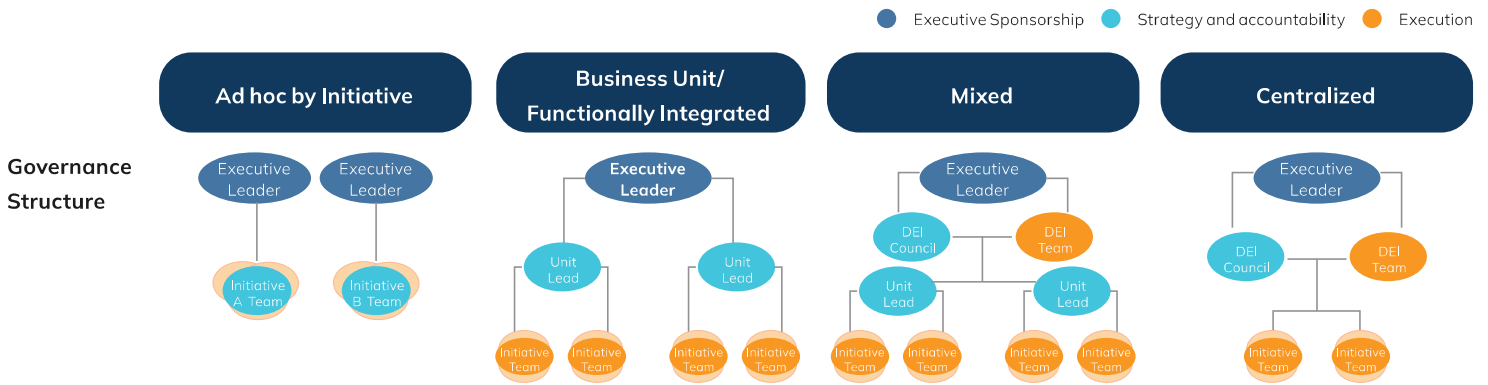 Executive Sponsorship
Strategy and accountability
Execution
Ad hoc by Initiative
Business Unit/
Functionally Integrated
Mixed
Centralized
Governance
Structure
Executive
Leader
Executive
Leader
Executive
Leader
Executive
Leader
Executive
Leader
DEI
Council
DEI
Team
DEI
Council
DEI
Team
Unit
Lead
Unit
Lead
Unit
Lead
Unit
Lead
Initiative
A Team
Initiative
B Team
Initiative
Team
Initiative
Team
Initiative
Team
Initiative
Team
Initiative
Team
Initiative
Team
Initiative
Team
Initiative
Team
Initiative
Team
Initiative
Team